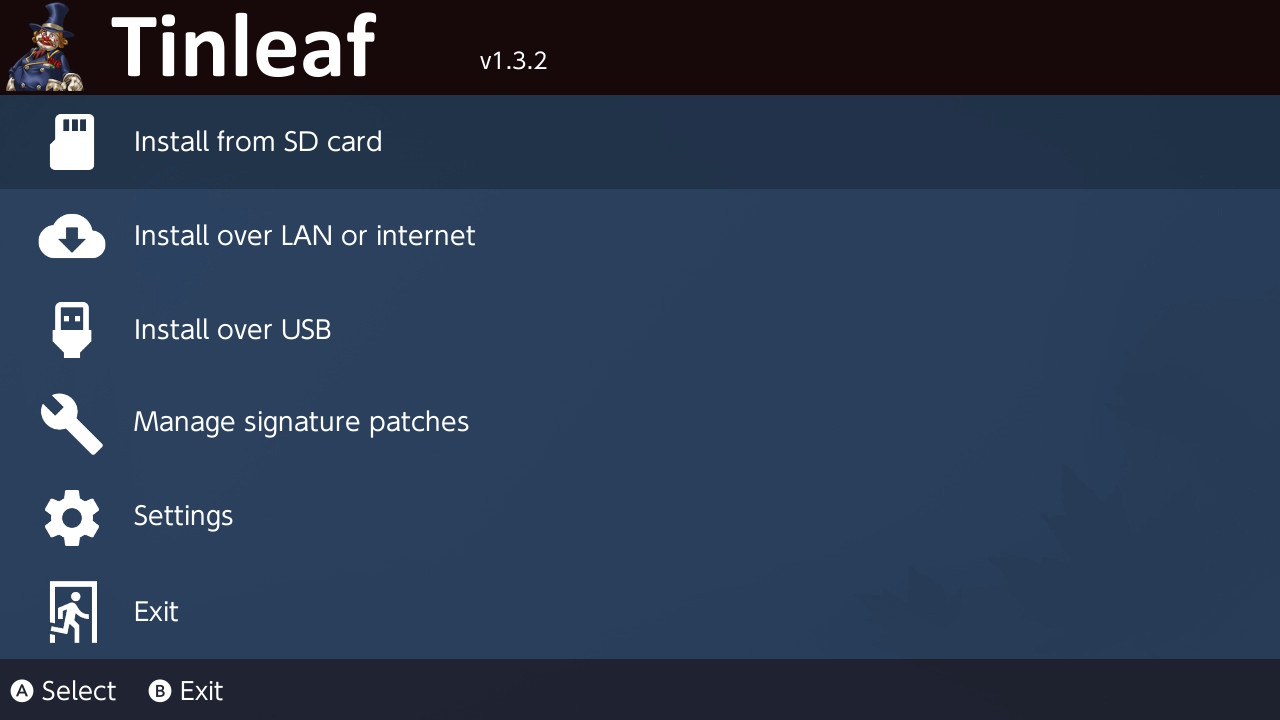 Tinleaf
v1.3.2
Install from SD card
Install over LAN or internet
Install over USB
Manage signature patches
Settings
Exit
A Select B Exit